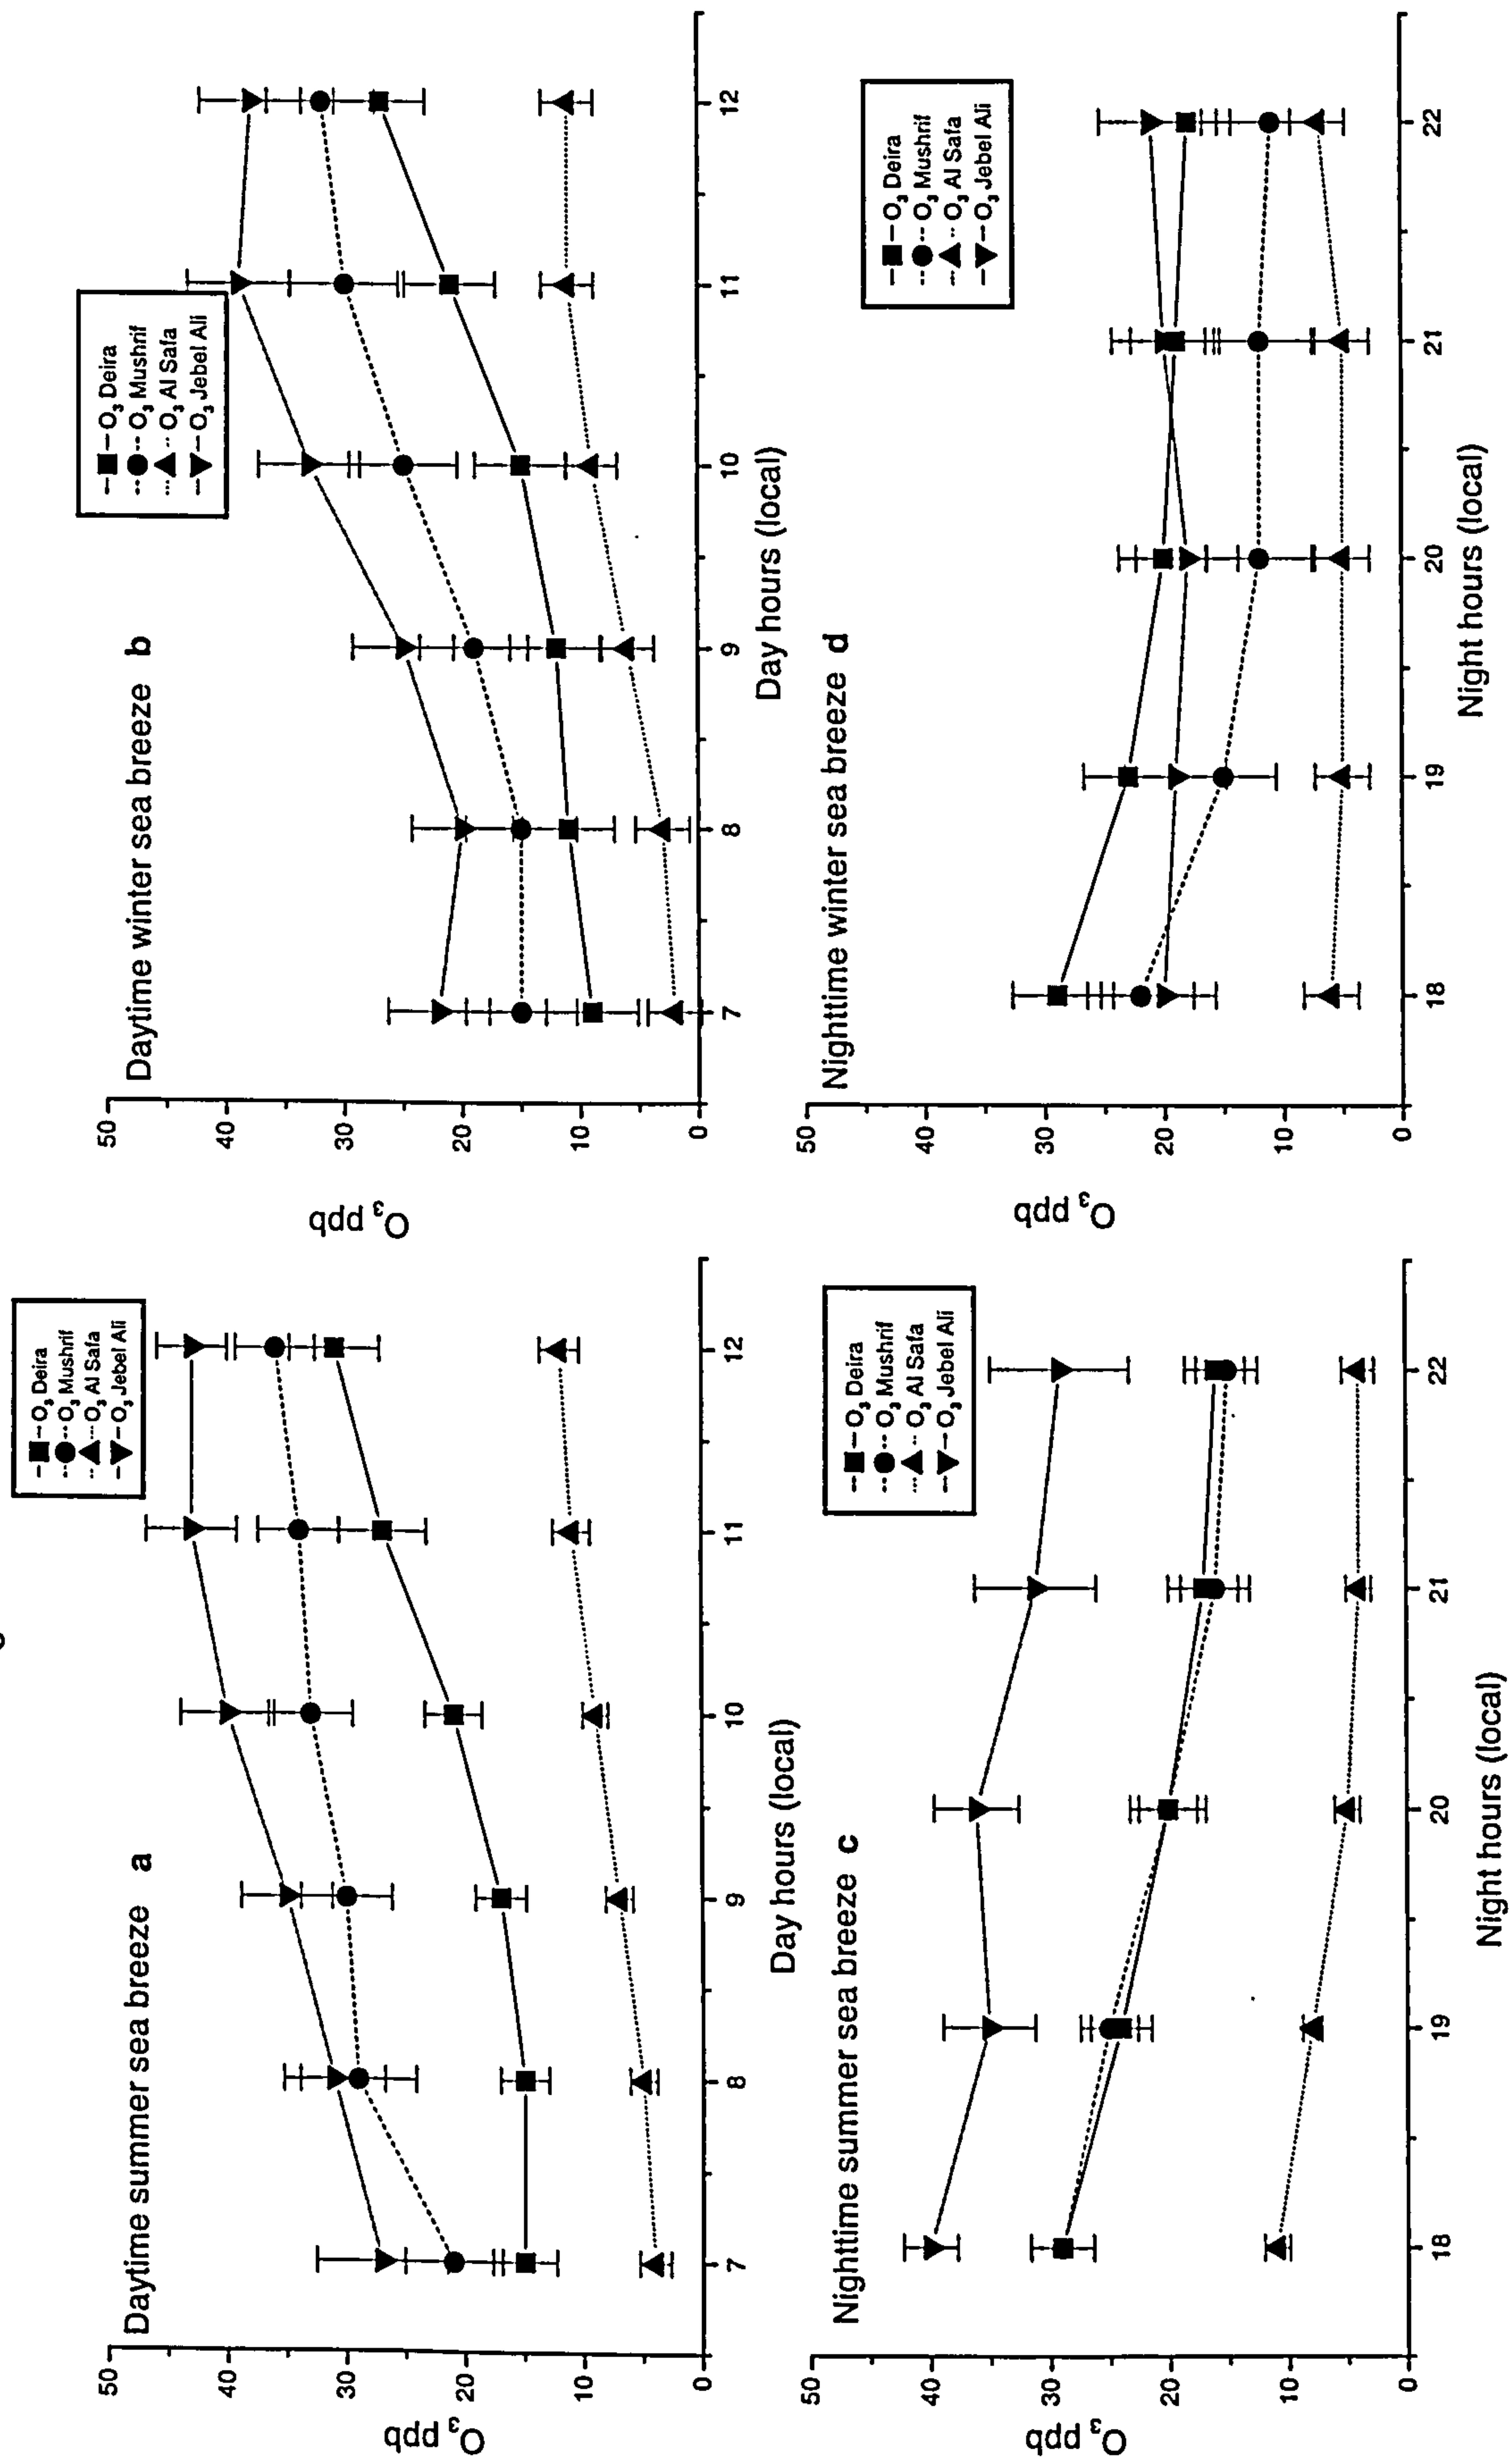 Daytime summer sea breeze a
O₃ ppb
50
40
30
20
10
0
7 8 9 10 11 12
Day hours (local)
O₃ Deira
O₃ Mushrif
O₃ Al Safa
O₃ Jebel Ali
Daytime winter sea breeze b
O₃ ppb
50
40
30
20
10
0
7 8 9 10 11 12
Day hours (local)
O₃ Deira
O₃ Mushrif
O₃ Al Safa
O₃ Jebel Ali
Nighttime summer sea breeze c
O₃ ppb
50
40
30
20
10
0
18 19 20 21 22
Night hours (local)
O₃ Deira
O₃ Mushrif
O₃ Al Safa
O₃ Jebel Ali
Nighttime winter sea breeze d
O₃ ppb
50
40
30
20
10
0
18 19 20 21 22
Night hours (local)
O₃ Deira
O₃ Mushrif
O₃ Al Safa
O₃ Jebel Ali